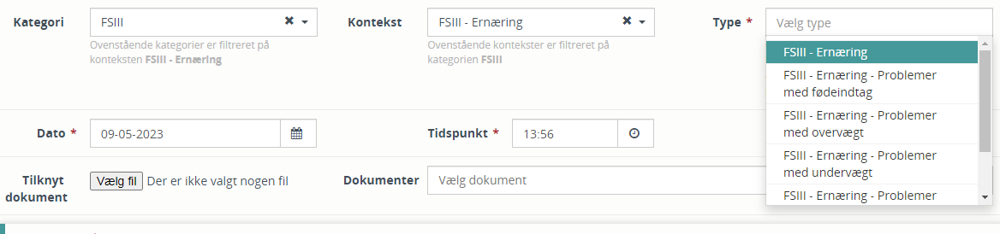 Kategori
FSIII
Ovenstående kategorier er filtreret på
konteksten FSIII - Ernæring
Kontekst
FSIII - Ernæring
Ovenstående kontekster er filtreret på
kategorien FSIII
Type *
Vælg type
FSIII - Ernæring
FSIII - Ernæring - Problemer
med fødeindtag
FSIII - Ernæring - Problemer
med overvægt
FSIII - Ernæring - Problemer
med undervægt
FSIII - Ernæring - Problemer
Dato *
09-05-2023
Tidspunkt *
13:56
Tilknyt
dokument
Vælg fil Der er ikke valgt nogen fil
Dokumenter
Vælg dokument